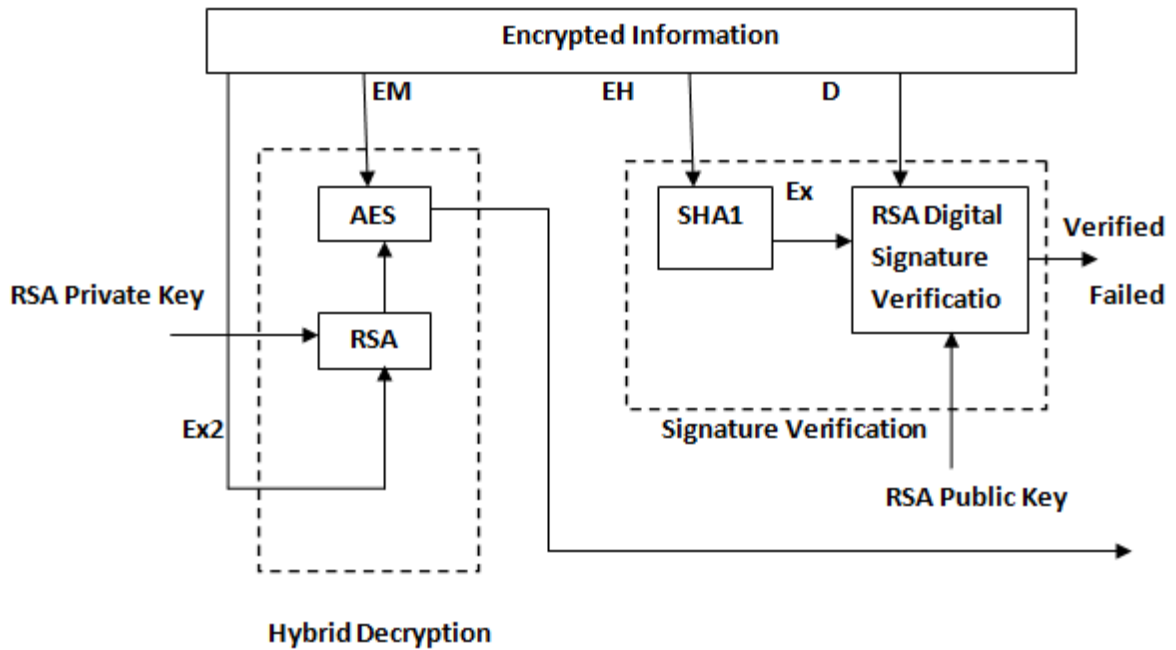 Encrypted Information
EM
EH
D
AES
SHA1
Ex
RSA Digital
Signature
Verificatio
Verified
Failed
RSA Private Key
RSA
Ex2
Signature Verification
RSA Public Key
Hybrid Decryption